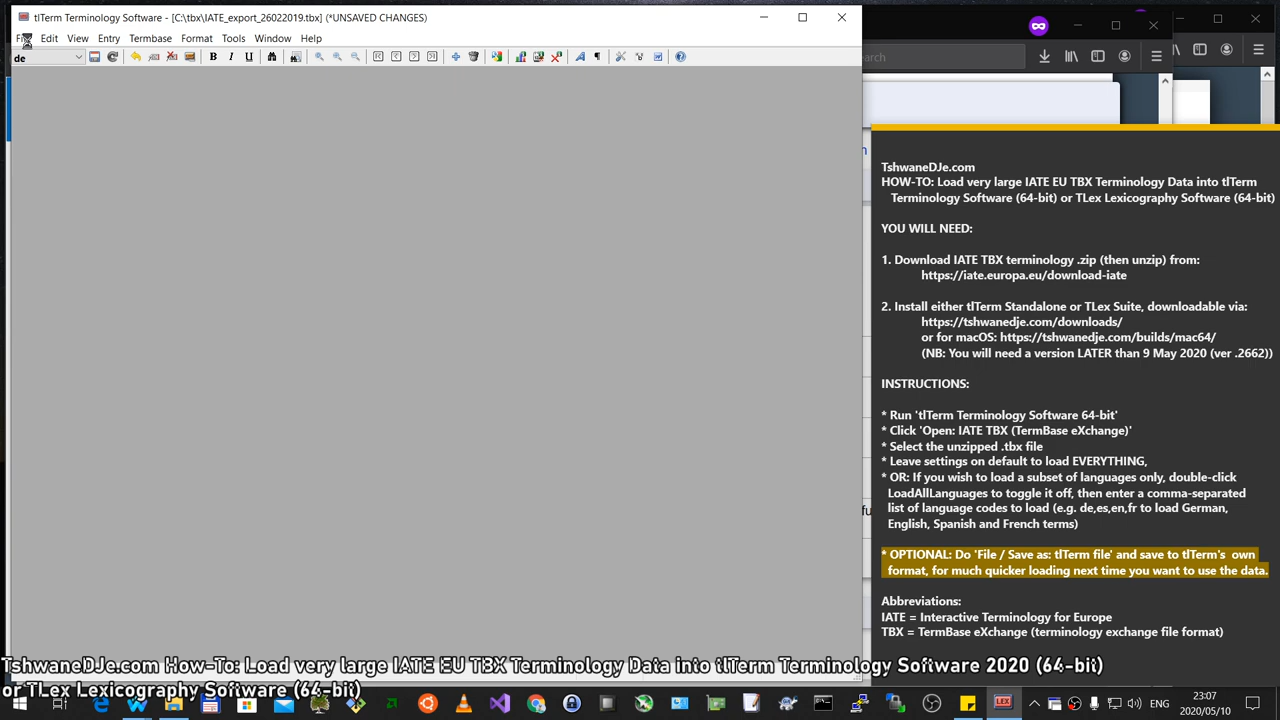 tlTerm Terminology Software - [C:\tbx\IATE_export_26022019.tbx] (*UNSAVED CHANGES)
Edit View Entry Termbase Format Tools Window Help
de
B I U
TshwaneDJe.com
HOW-TO: Load very large IATE EU TBX Terminology Data into tlTerm
Terminology Software (64-bit) or TLex Lexicography Software (64-bit)
YOU WILL NEED:
1. Download IATE TBX terminology .zip (then unzip) from:
https://iate.europa.eu/download-iate
2. Install either tlTerm Standalone or TLex Suite, downloadable via:
https://tshwanedje.com/downloads/
or for macOS: https://tshwanedje.com/builds/mac64/
(NB: You will need a version LATER than 9 May 2020 (ver .2662))
INSTRUCTIONS:
* Run 'tlTerm Terminology Software 64-bit'
* Click 'Open: IATE TBX (TermBase eXchange)'
* Select the unzipped .tbx file
* Leave settings on default to load EVERYTHING,
* OR: If you wish to load a subset of languages only, double-click
LoadAllLanguages to toggle it off, then enter a comma-separated
list of language codes to load (e.g. de,es,en,fr to load German,
English, Spanish and French terms)
* OPTIONAL: Do 'File / Save as: tlTerm file' and save to tlTerm's own
format, for much quicker loading next time you want to use the data.
Abbreviations:
IATE = Interactive Terminology for Europe
TBX = TermBase eXchange (terminology exchange file format)
TshwaneDJe.com How-To: Load very large IATE EU TBX Terminology Data into tlTerm Terminology Software 2020 (64-bit)
or TLex Lexicography Software (64-bit)
LEX
ENG
23:07
2020/05/10